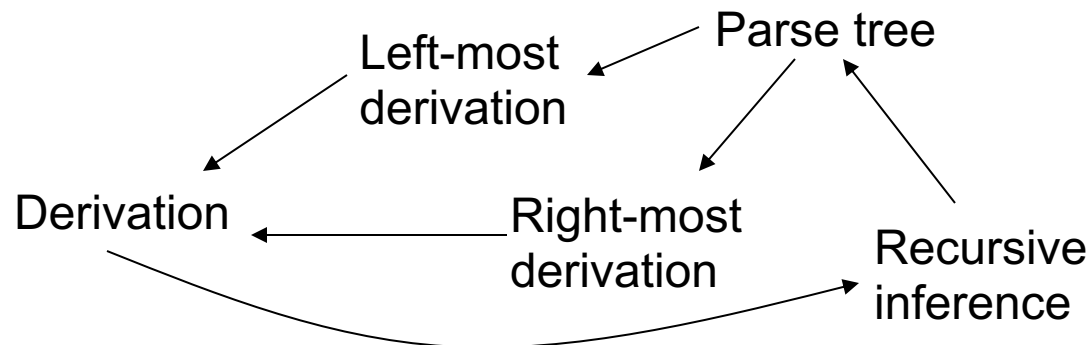 Parse tree
Left-most
derivation
Derivation
Right-most
derivation
Recursive
inference